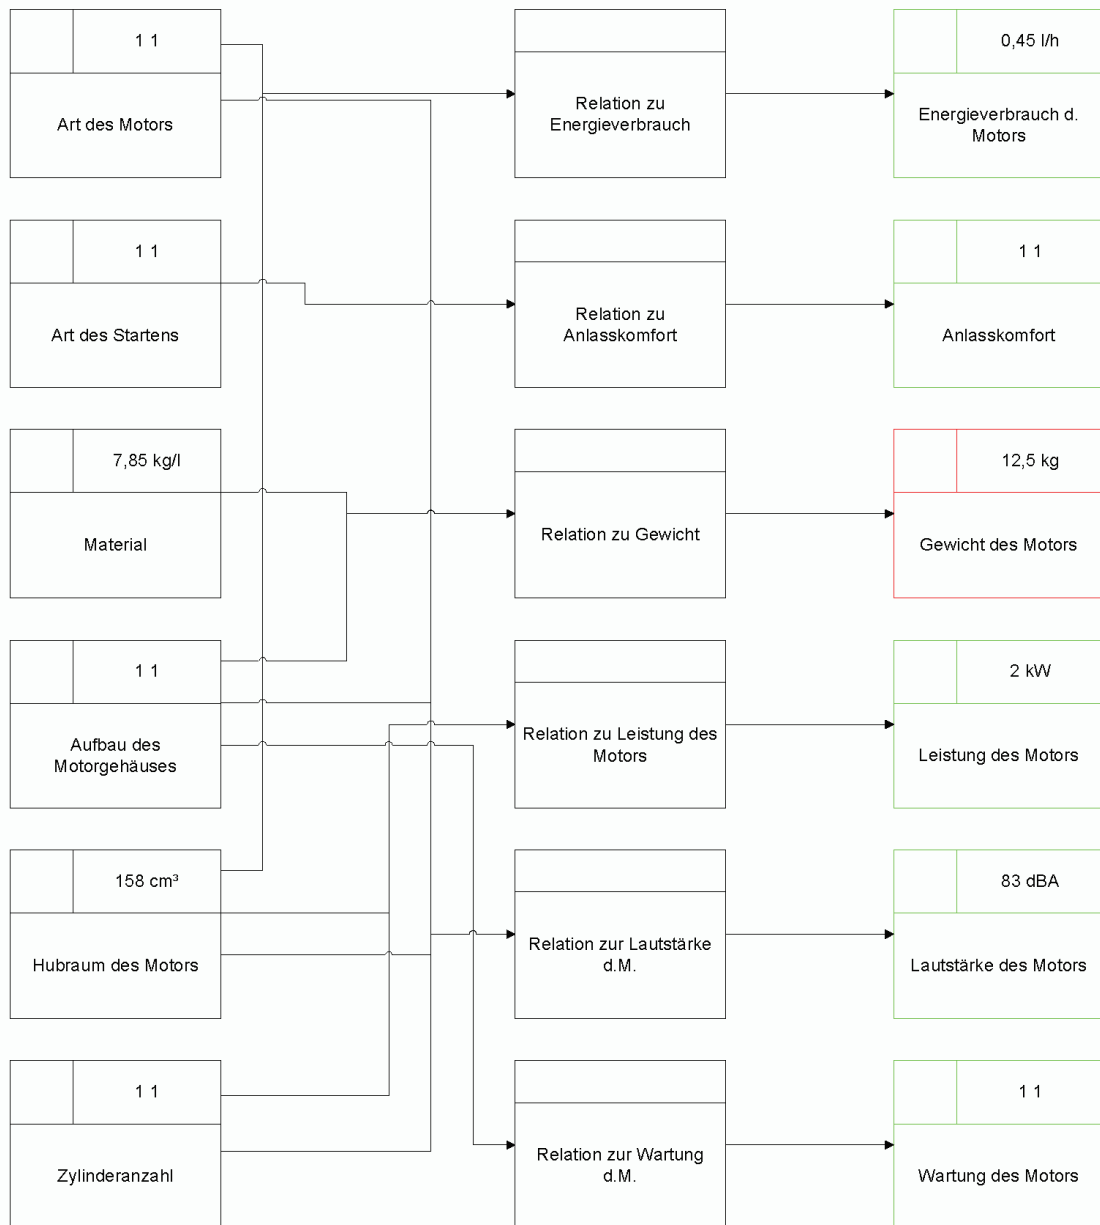 1 1
Art des Motors
Relation zu
Energieverbrauch
0,45 l/h
Energieverbrauch d.
Motors
1 1
Art des Startens
Relation zu
Anlasskomfort
1 1
Anlasskomfort
7,85 kg/l
Material
Relation zu Gewicht
12,5 kg
Gewicht des Motors
1 1
Aufbau des
Motorgehäuses
Relation zu Leistung des
Motors
2 kW
Leistung des Motors
158 cm³
Hubraum des Motors
Relation zur Lautstärke
d.M.
83 dBA
Lautstärke des Motors
1 1
Zylinderanzahl
Relation zur Wartung
d.M.
1 1
Wartung des Motors